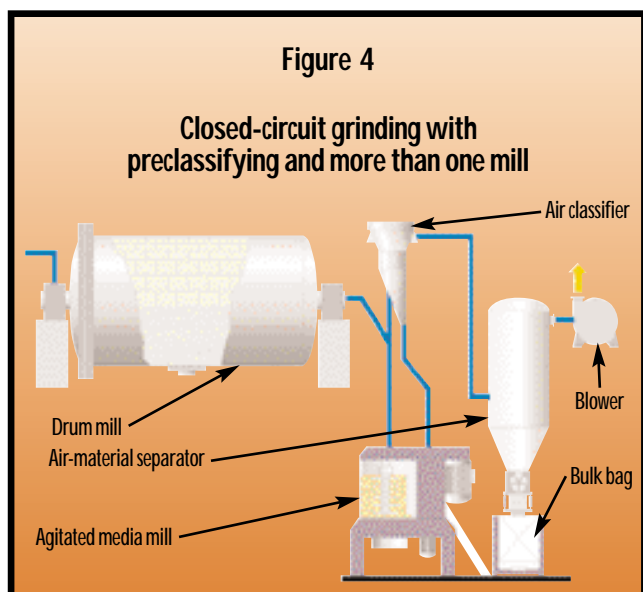 Figure 4
Closed-circuit grinding with
preclassifying and more than one mill
Air classifier
Blower
Drum mill
Air-material separator
Bulk bag
Agitated media mill